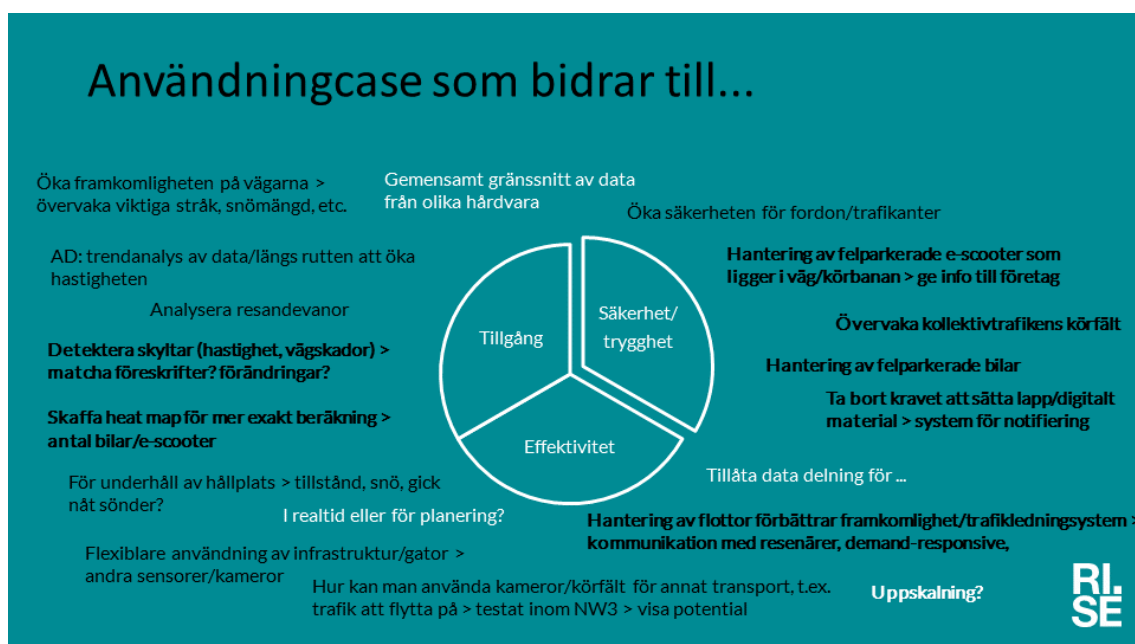 Användningcase som bidrar till...
Öka framkomligheten på vägarna >
övervaka viktiga stråk, snömängd, etc.
Gemensamt gränssnitt av data
från olika hårdvara
Öka säkerheten för fordon/trafikanter
AD: trendanalys av data/längs rutten att öka
hastigheten
Hantering av felparkerade e-scooter som
ligger i väg/körbanan > ge info till företag
Analysera resandevanor
Tillgång
Säkerhet/
trygghet
Övervaka kollektivtrafikens körfält
Detektera skyltar (hastighet, vägskador) >
matcha föreskrifter? förändringar?
Hantering av felparkerade bilar
Skaffa heat map för mer exakt beräkning >
antal bilar/e-scooter
Ta bort kravet att sätta lapp/digitalt
material > system för notifiering
Effektivitet
För underhåll av hållplats > tillstånd, snö, gick
nåt sönder?
Tillåta data delning för ...
I realtid eller för planering?
Hantering av flottor förbättrar framkomlighet/trafikledningsystem >
kommunikation med resenärer, demand-responsive,
Flexiblare användning av infrastruktur/gator >
andra sensorer/kameror
Hur kan man använda kameror/körfält för annat transport, t.ex.
trafik att flytta på > testat inom NW3 > visa potential
Uppskalning?
RI.
SE